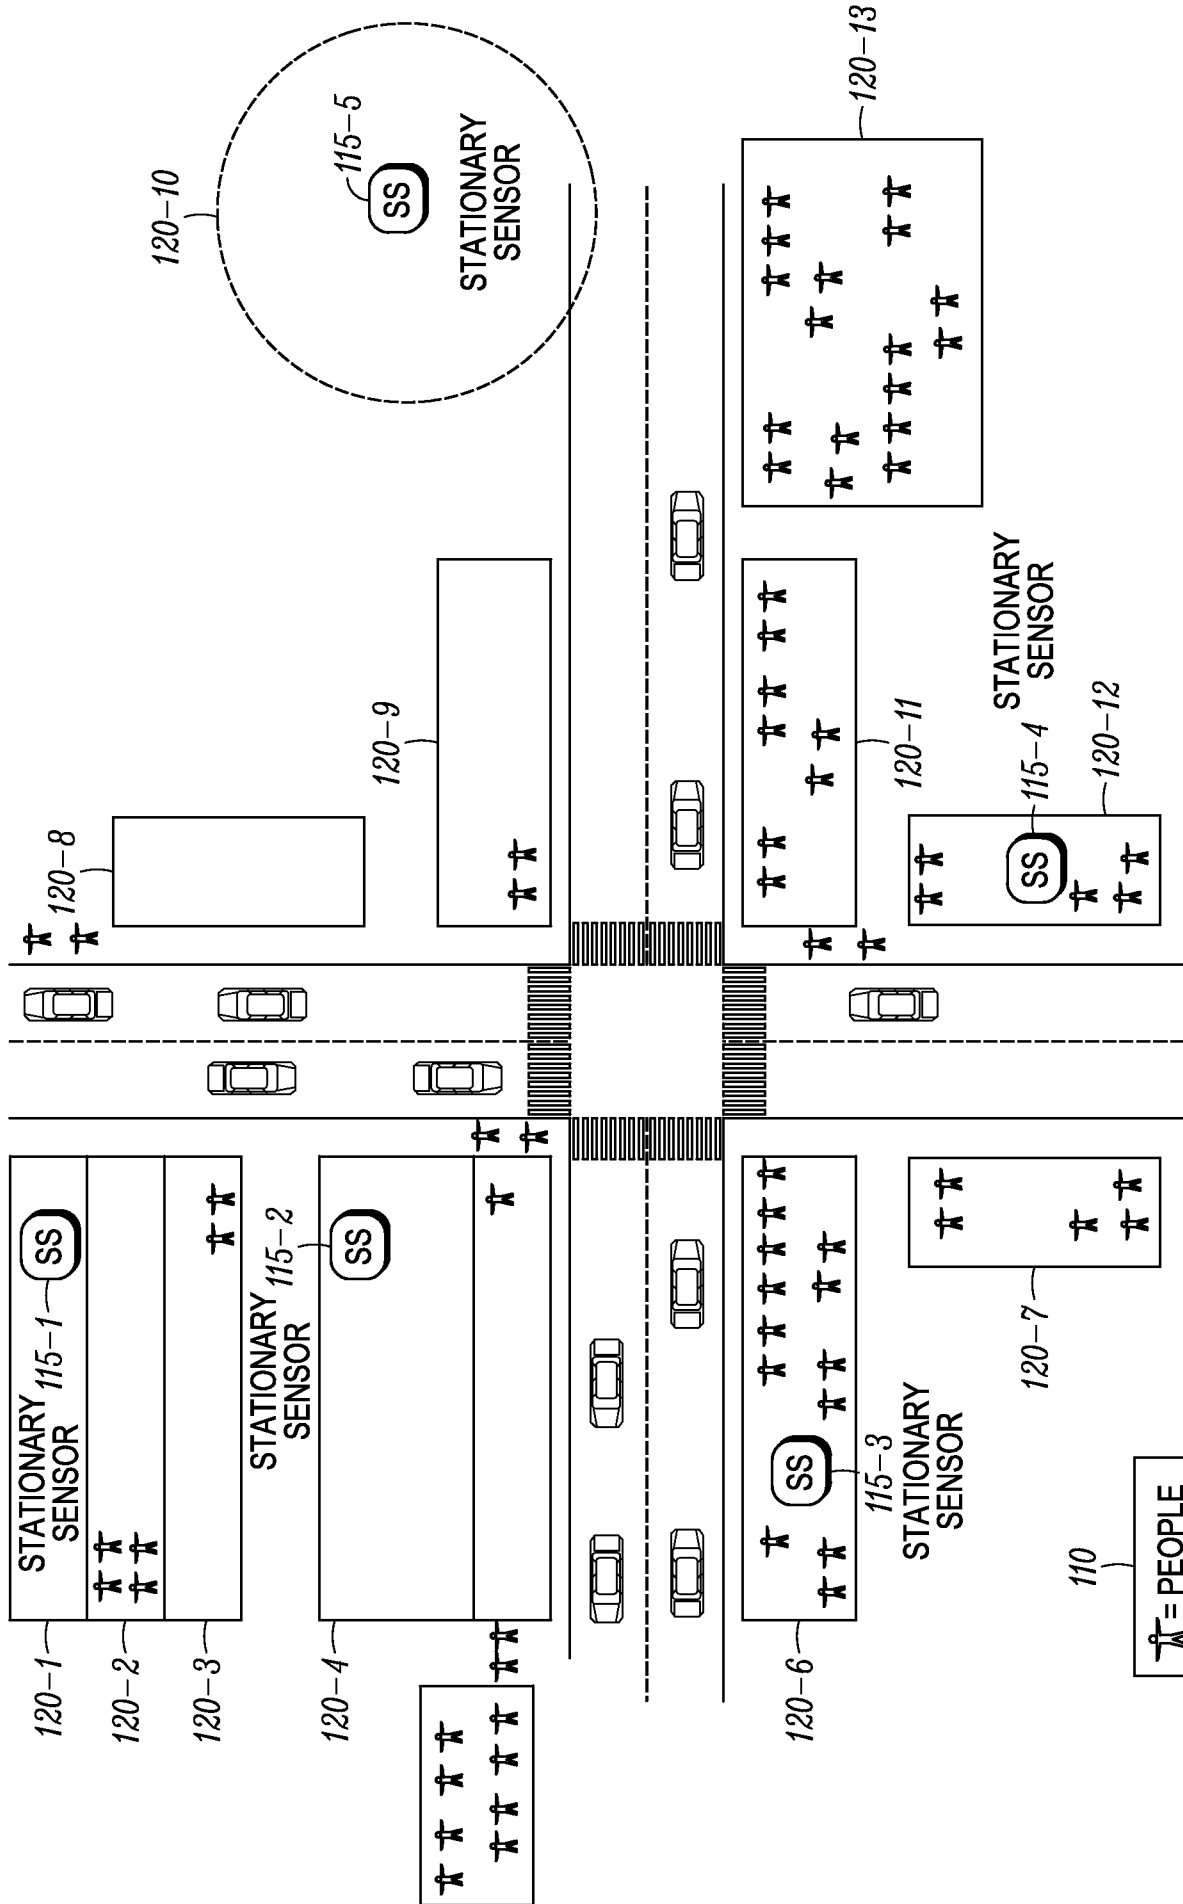 120-1
STATIONARY
SENSOR
115-1
SS
120-2
120-3
120-4
STATIONARY
SENSOR
115-2
SS
120-6
SS
115-3
STATIONARY
SENSOR
120-7
110
= PEOPLE
120-8
120-9
120-10
115-5
SS
STATIONARY
SENSOR
120-11
STATIONARY
SENSOR
115-4
SS
120-12
120-13